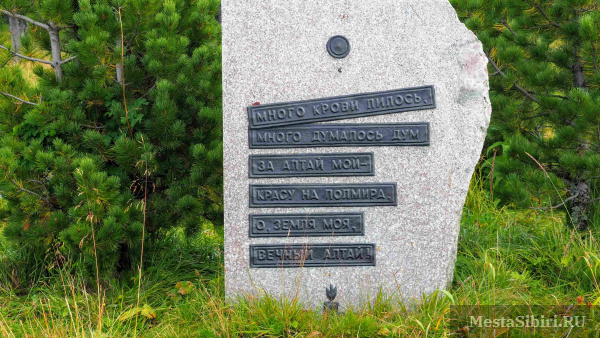 МНОГО КРОВИ ЛИЛОСЬ,
МНОГО ДУМАЛОСЬ ДУМ
ЗА АЛТАЙ МОЙ–
КРАСУ НА ПОЛМИРА,
О, ЗЕМЛЯ МОЯ,
ВЕЧНЫЙ АЛТАЙ!
MestaSibiri.RU